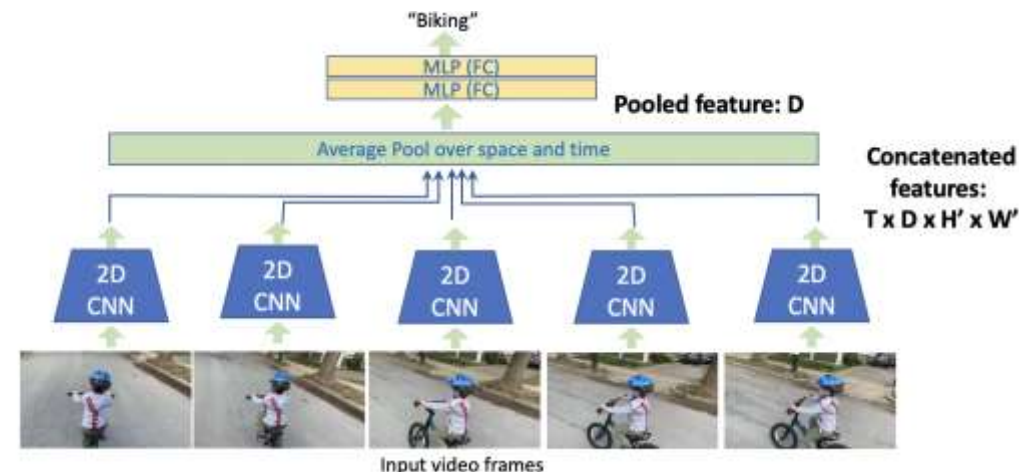 “Biking”
MLP (FC)
MLP (FC)
Pooled feature: D
Average Pool over space and time
Concatenated
features:
T x D x H’ x W’
2D
CNN
2D
CNN
2D
CNN
2D
CNN
2D
CNN
Input video frames